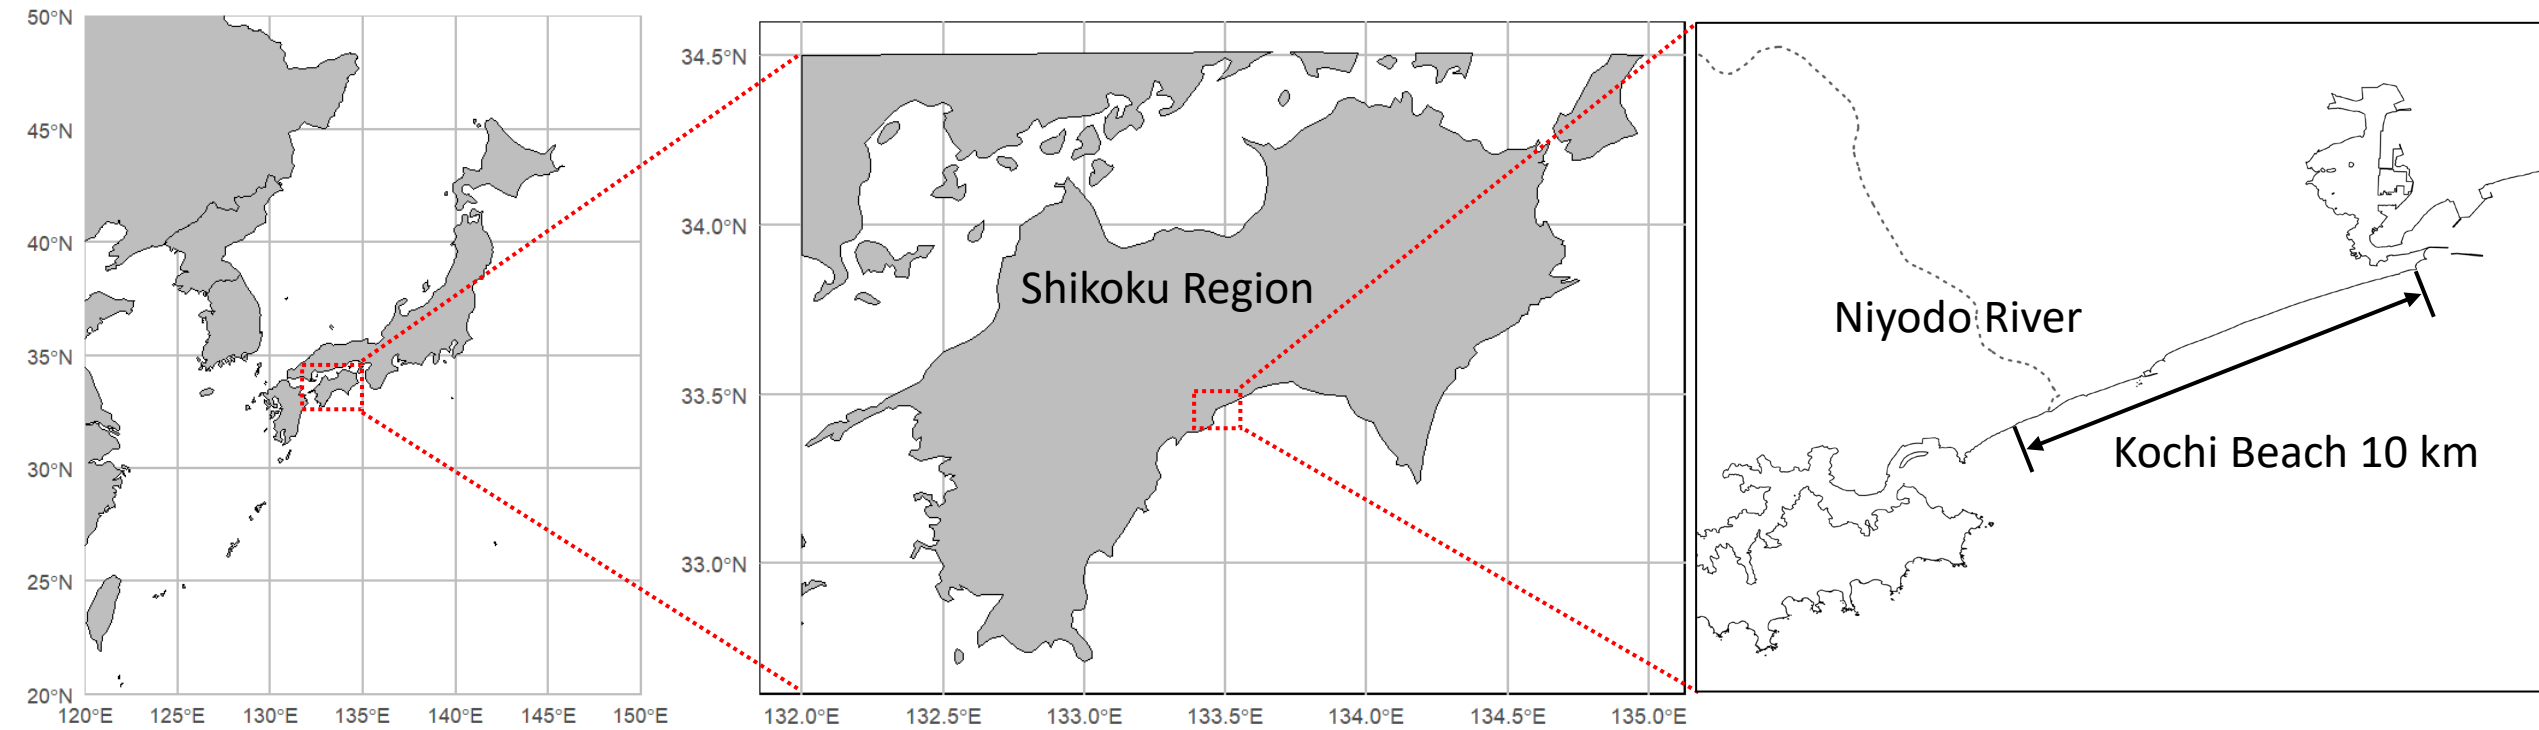 50°N
45°N
40°N
35°N
30°N
25°N
20°N
120°E 125°E 130°E 135°E 140°E 145°E 150°E
34.5°N
34.0°N
33.5°N
33.0°N
132.0°E 132.5°E 133.0°E 133.5°E 134.0°E 134.5°E 135.0°E
Shikoku Region
Niyodo River
Kochi Beach 10 km